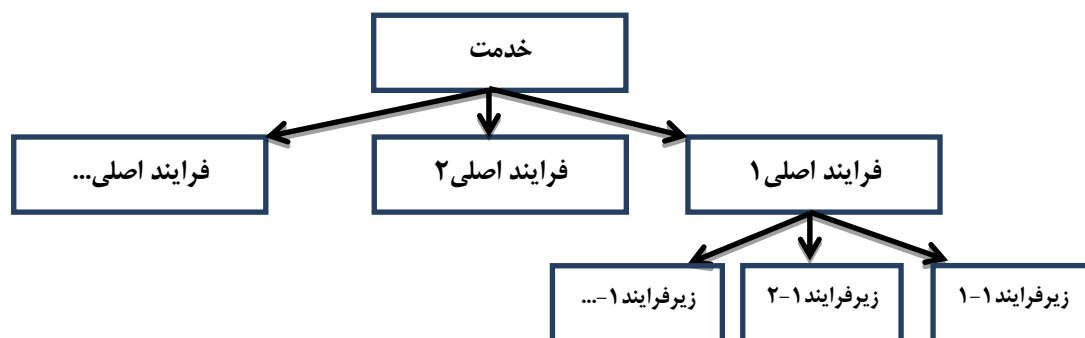 خدمت
فرایند اصلی۱
فرایند اصلی۲
فرایند اصلی...
زیرفرایند۱-۱
زیرفرایند۱-۲
زیرفرایند۱-...